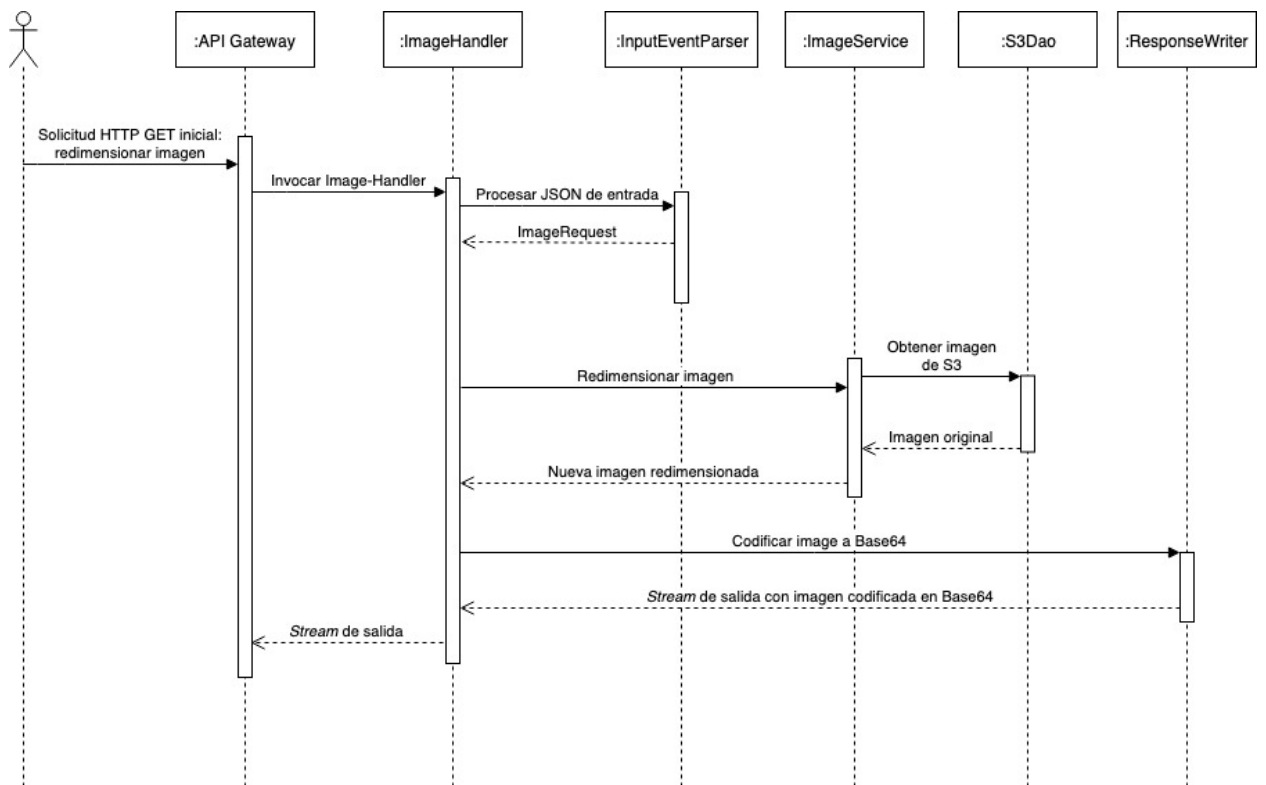 :API Gateway
:ImageHandler
:InputEventParser
:ImageService
:S3Dao
:ResponseWriter
Solicitud HTTP GET inicial:
redimensionar imagen
Invocar Image-Handler
Procesar JSON de entrada
ImageRequest
Obtener imagen
de S3
Redimensionar imagen
Imagen original
Nueva imagen redimensionada
Codificar image a Base64
Stream de salida con imagen codificada en Base64
Stream de salida